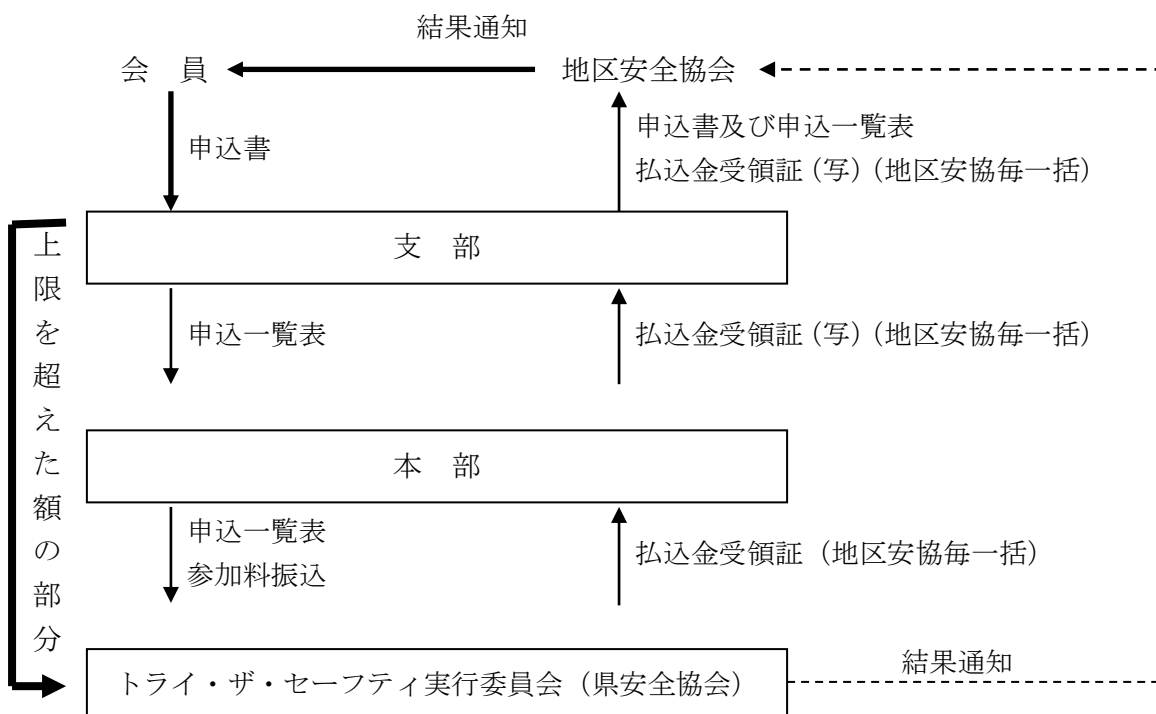 結果通知
会　員
地区安全協会
申込書
申込書及び申込一覧表
払込金受領証（写）（地区安協毎一括）
上限を超えた額の部分
支　部
申込一覧表
払込金受領証（写）（地区安協毎一括）
本　部
申込一覧表
参加料振込
払込金受領証（地区安協毎一括）
トライ・ザ・セーフティ実行委員会（県安全協会）
結果通知